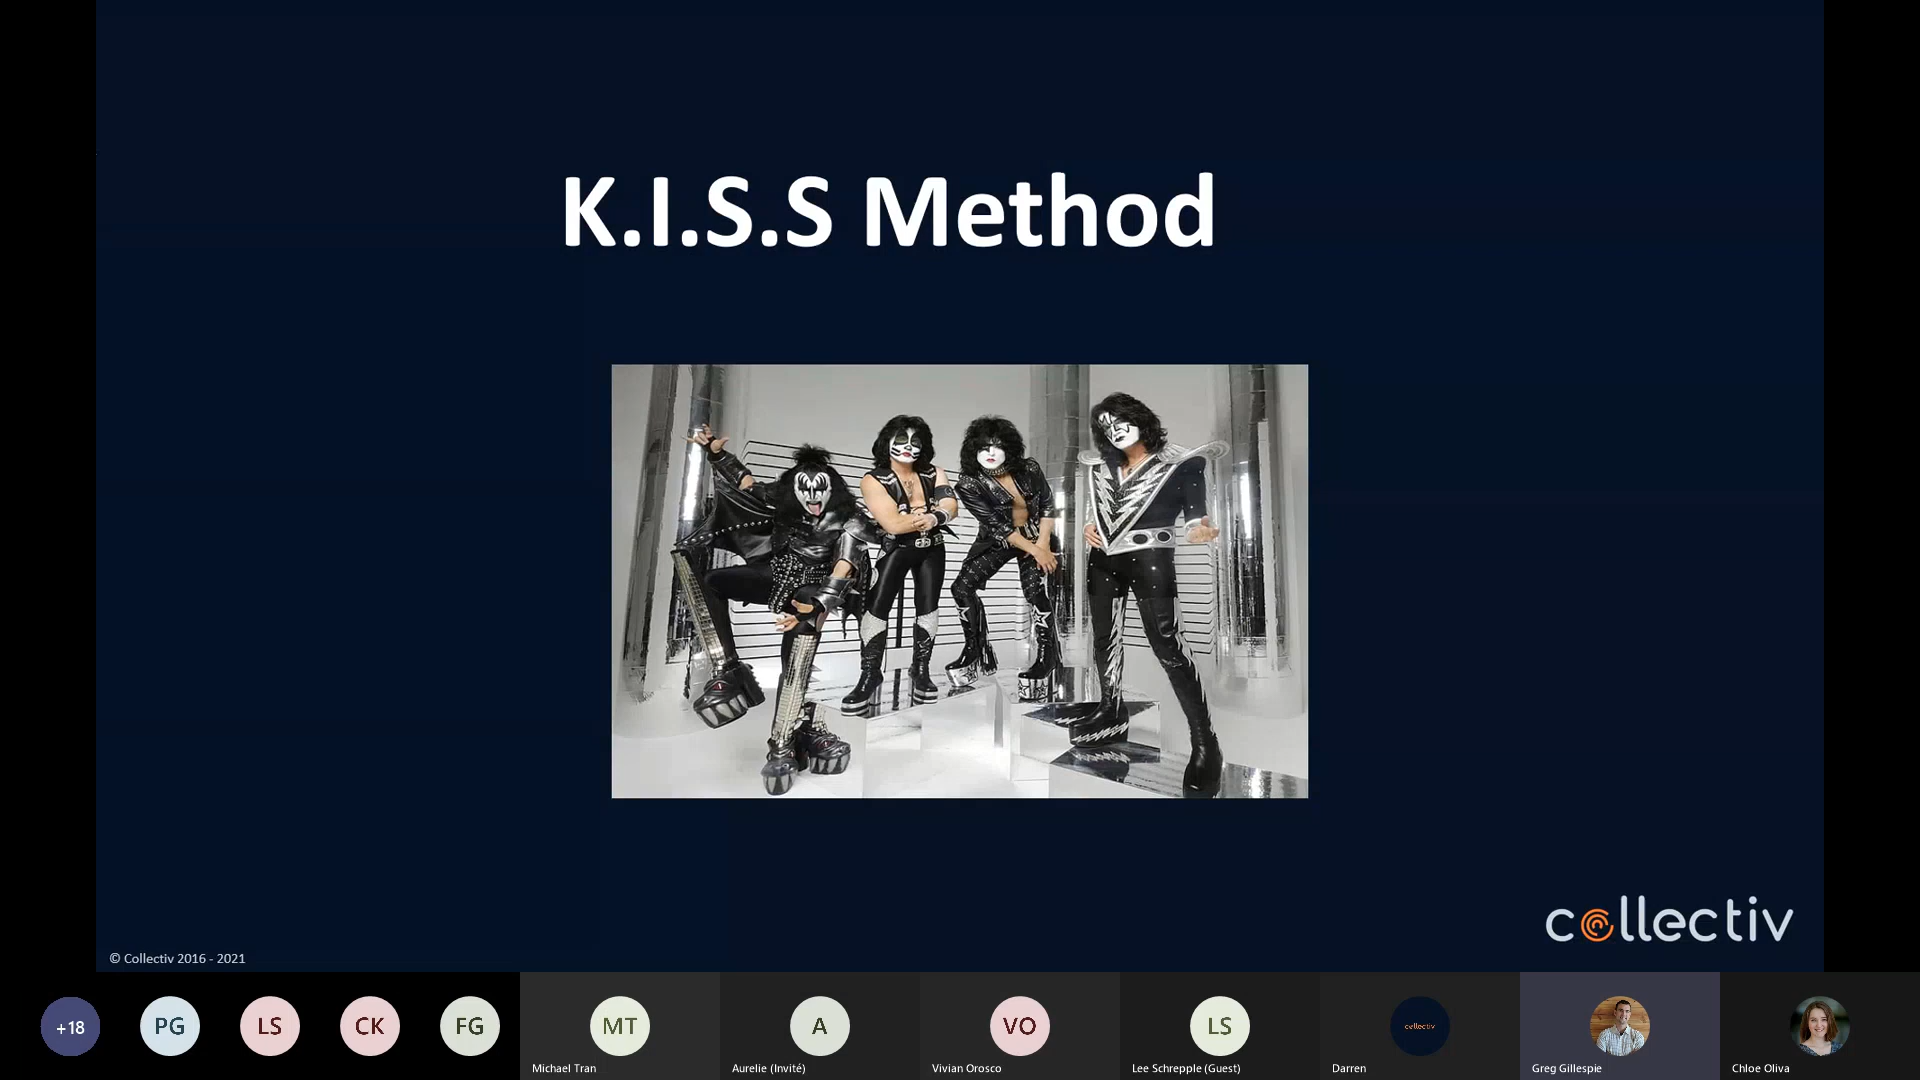 K.I.S.S Method
collectiv
© Collectiv 2016 - 2021
+18
PG
LS
CK
FG
MT
A
VO
LS
collectiv
Michael Tran
Aurelie (Invité)
Vivian Orosco
Lee Schrepple (Guest)
Darren
Greg Gillespie
Chloe Oliva